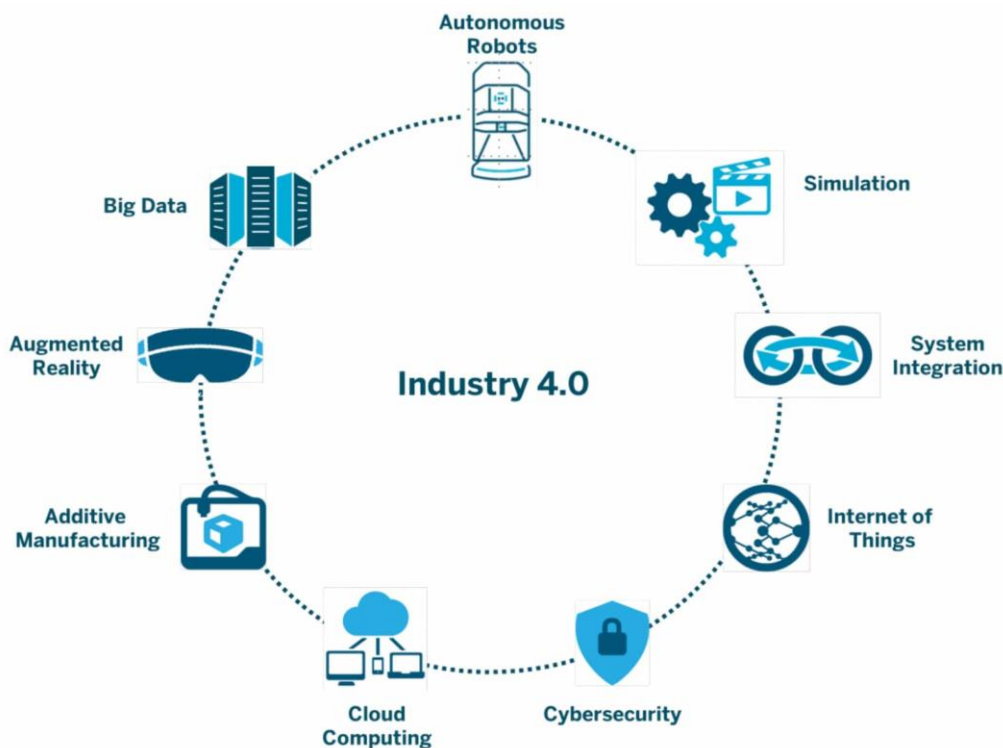 Autonomous
Robots
Simulation
Big Data
System
Integration
Augmented
Reality
Industry 4.0
Internet of
Things
Additive
Manufacturing
Cybersecurity
Cloud
Computing